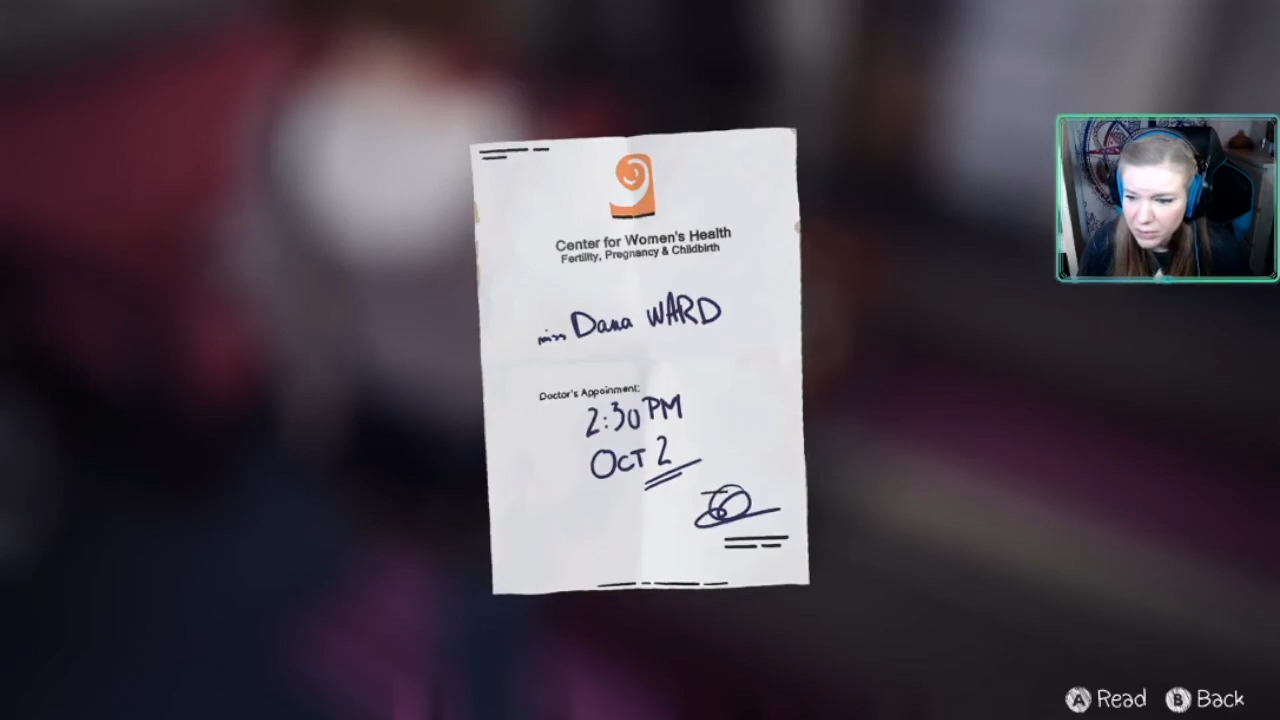 Center for Women's Health
Fertility, Pregnancy & Childbirth
miss Dana WARD
Doctor's Appoinment:
2:30 PM
OCT 2
A Read B Back